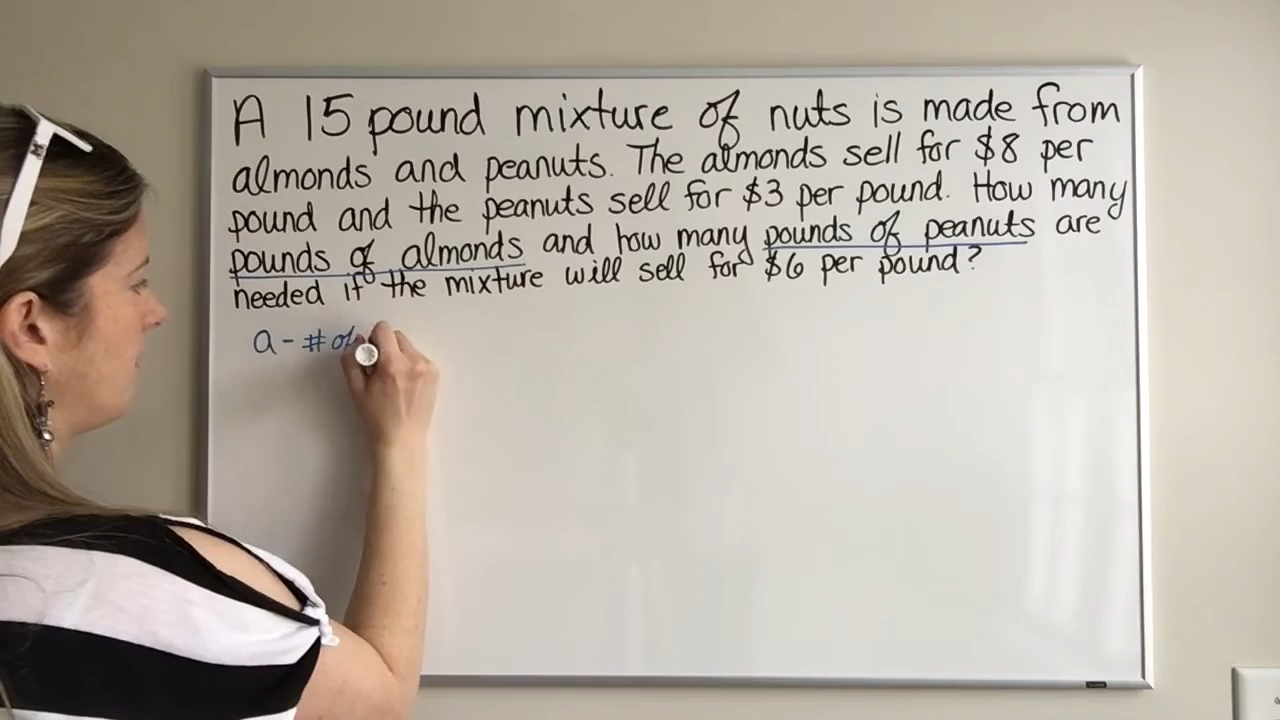 A 15 pound mixture of nuts is made from
almonds and peanuts. The almonds sell for $8 per
pound and the peanuts sell for $3 per pound. How many
pounds of almonds and how many pounds of peanuts are
needed if the mixture will sell for $6 per pound?
a - # of